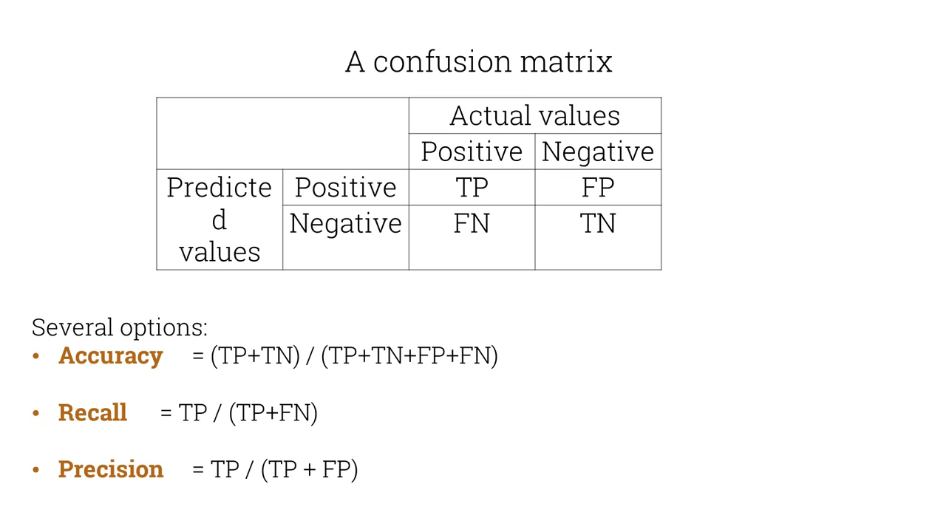 A confusion matrix
Actual values
Positive Negative
Predicte
d
values
Positive TP FP
Negative FN TN
Several options:
• Accuracy = (TP+TN) / (TP+TN+FP+FN)
• Recall = TP / (TP+FN)
• Precision = TP / (TP + FP)